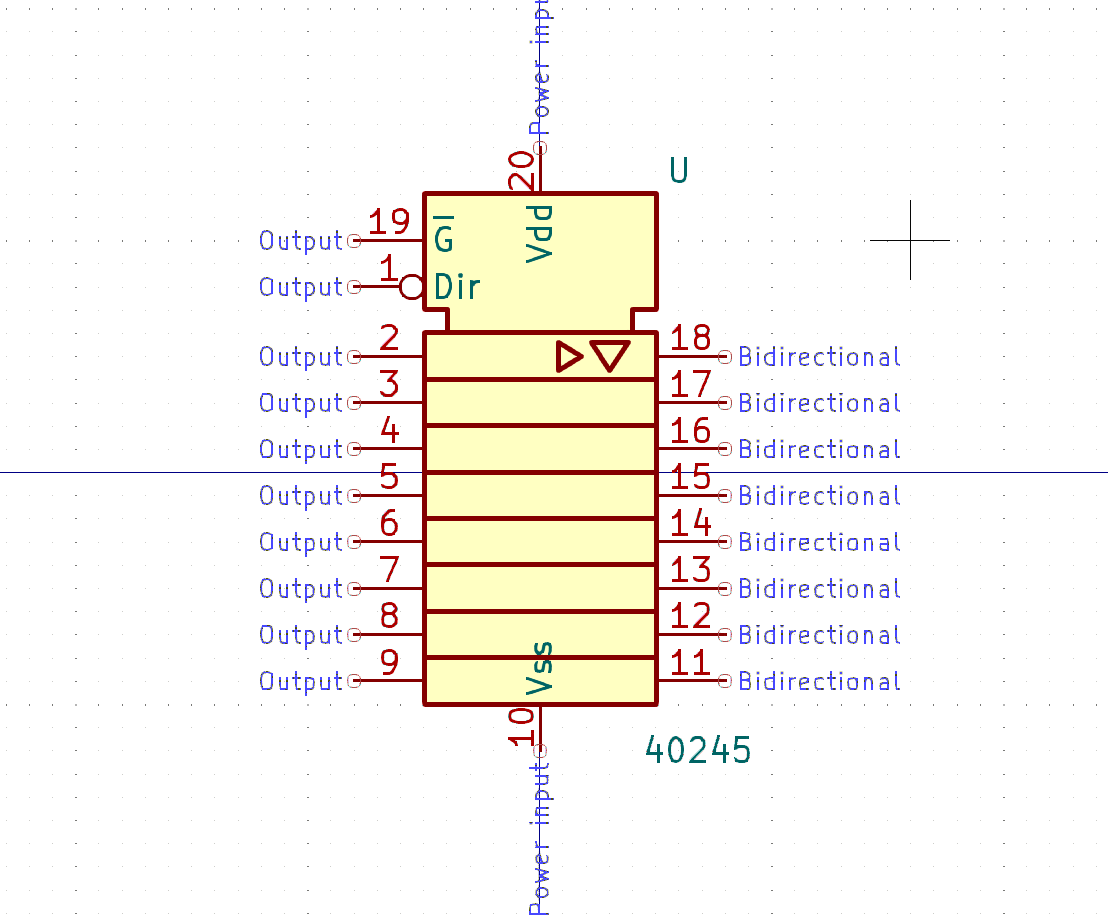 Power input
20
U
Vdd
Output 19 G
Output 1 Dir
Output 2 18 Bidirectional
Output 3 17 Bidirectional
Output 4 16 Bidirectional
Output 5 15 Bidirectional
Output 6 14 Bidirectional
Output 7 13 Bidirectional
Output 8 12 Bidirectional
Output 9 11 Bidirectional
Vss
10
40245
Power input